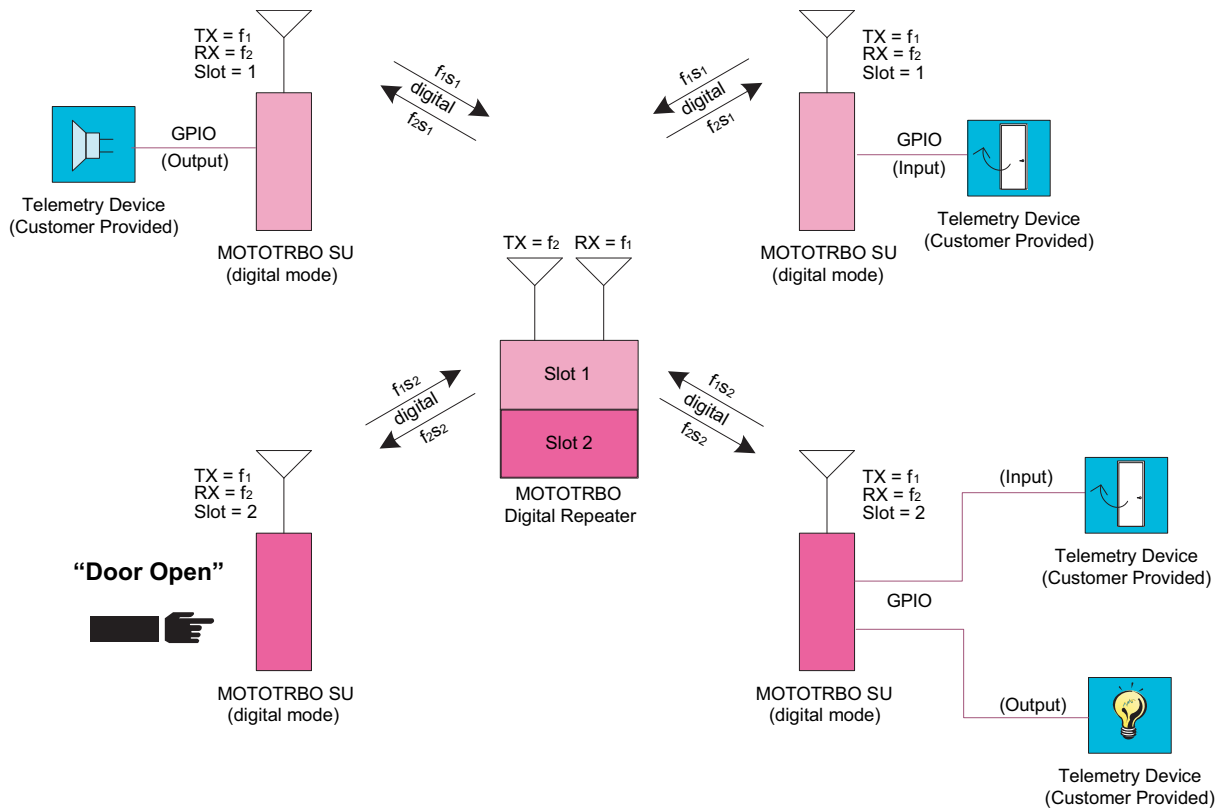 TX = f1
RX = f2
Slot = 1
f1s1
digital
f2s1
GPIO
(Output)
Telemetry Device
(Customer Provided)
MOTOTRBO SU
(digital mode)
f1s1
digital
f2s1
TX = f1
RX = f2
Slot = 1
GPIO
(Input)
Telemetry Device
(Customer Provided)
MOTOTRBO SU
(digital mode)
TX = f2 RX = f1
Slot 1
Slot 2
MOTOTRBO
Digital Repeater
f1s2
digital
f2s2
TX = f1
RX = f2
Slot = 2
“Door Open”
MOTOTRBO SU
(digital mode)
f1s2
digital
f2s2
TX = f1
RX = f2
Slot = 2
(Input)
Telemetry Device
(Customer Provided)
GPIO
MOTOTRBO SU
(digital mode)
(Output)
Telemetry Device
(Customer Provided)